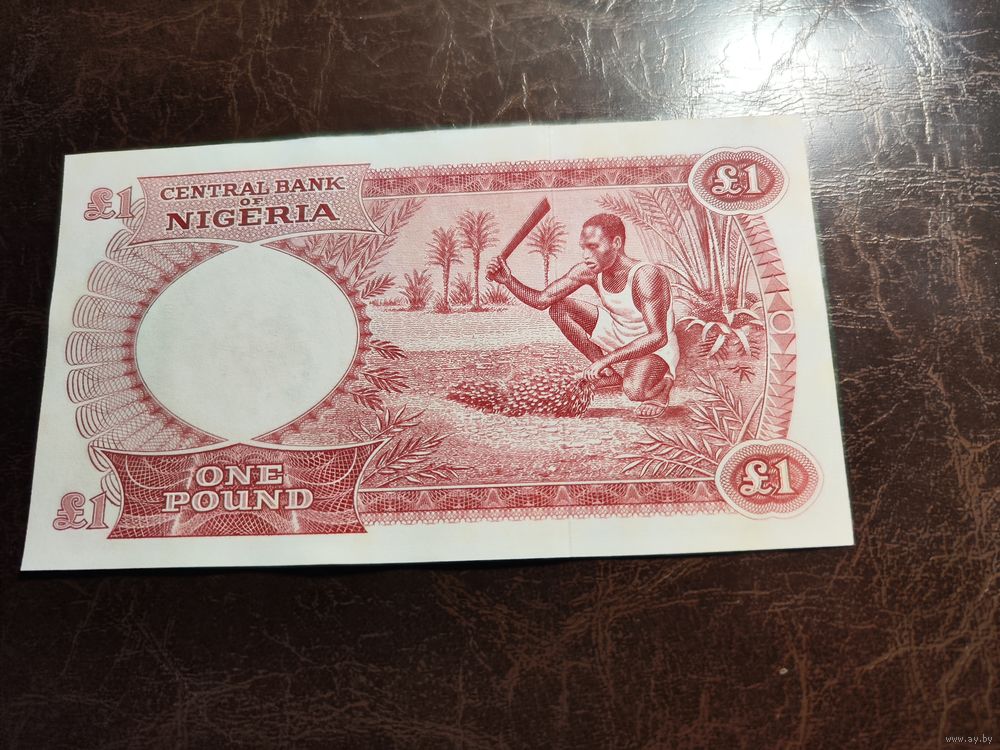 £1
CENTRAL BANK
OF
NIGERIA
£1
£1
ONE
POUND
£1
www.ay.by